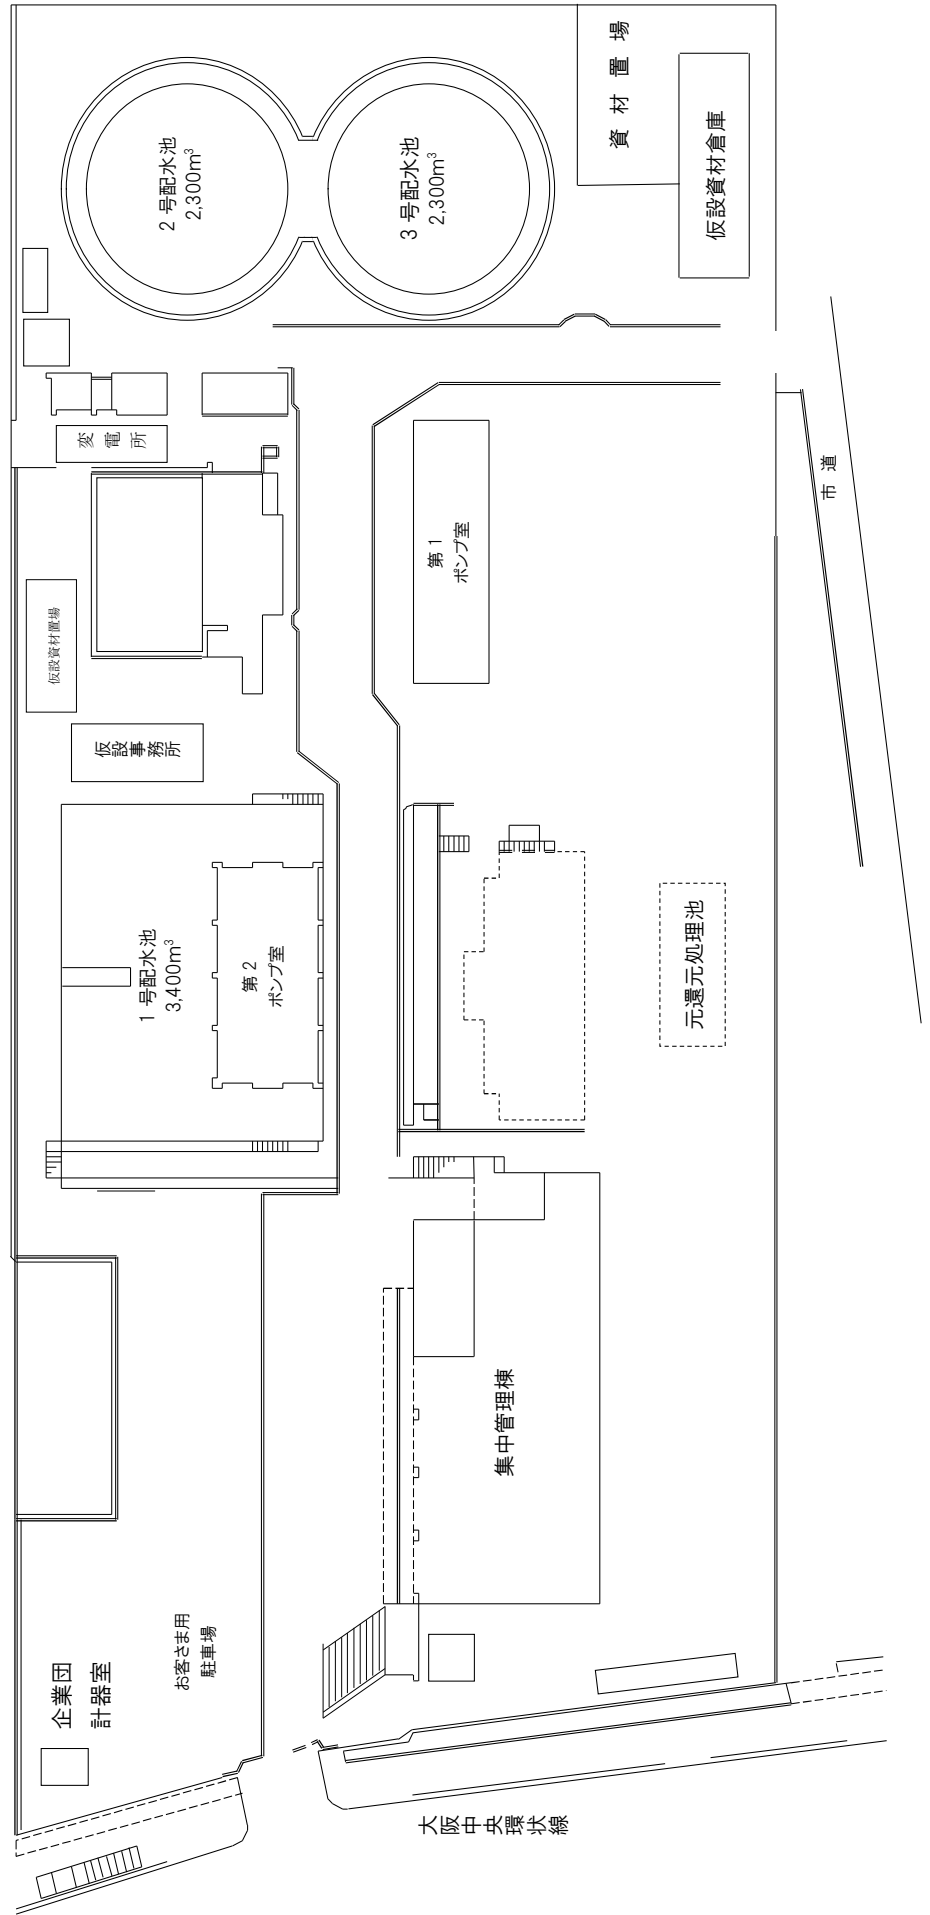 資材置場
仮設資材倉庫
2号配水池
2,300m³
3号配水池
2,300m³
変電所
市道
第1
ポンプ室
仮設資材置場
仮設事務所
1号配水池
3,400m³
第2
ポンプ室
元還元処理池
集中管理棟
お客さま用
駐車場
企業団
計器室
大阪中央環状線